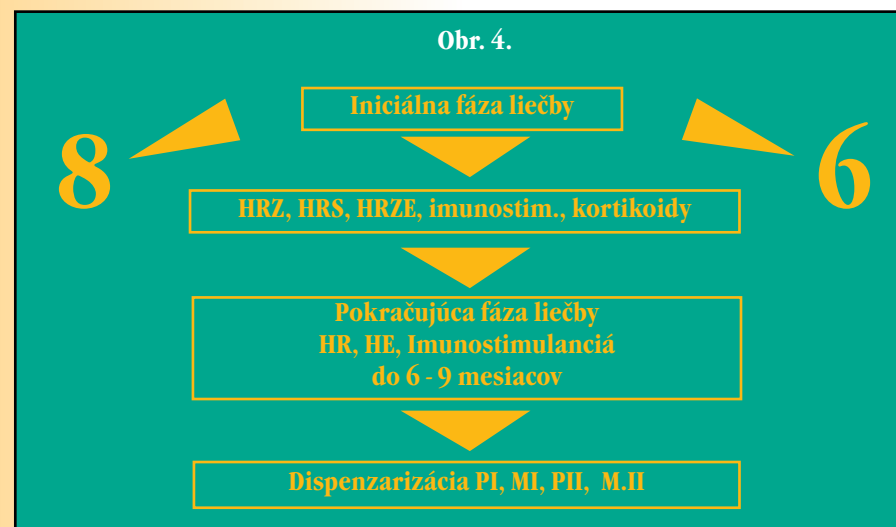 Obr. 4.
Iniciálna fáza liečby
8
6
HRZ, HRS, HRZE, imunostim., kortikoidy
Pokračujúca fáza liečby
HR, HE, Imunostimulanciá
do 6 - 9 mesiacov
Dispenzarizácia PI, MI, PII, M.II